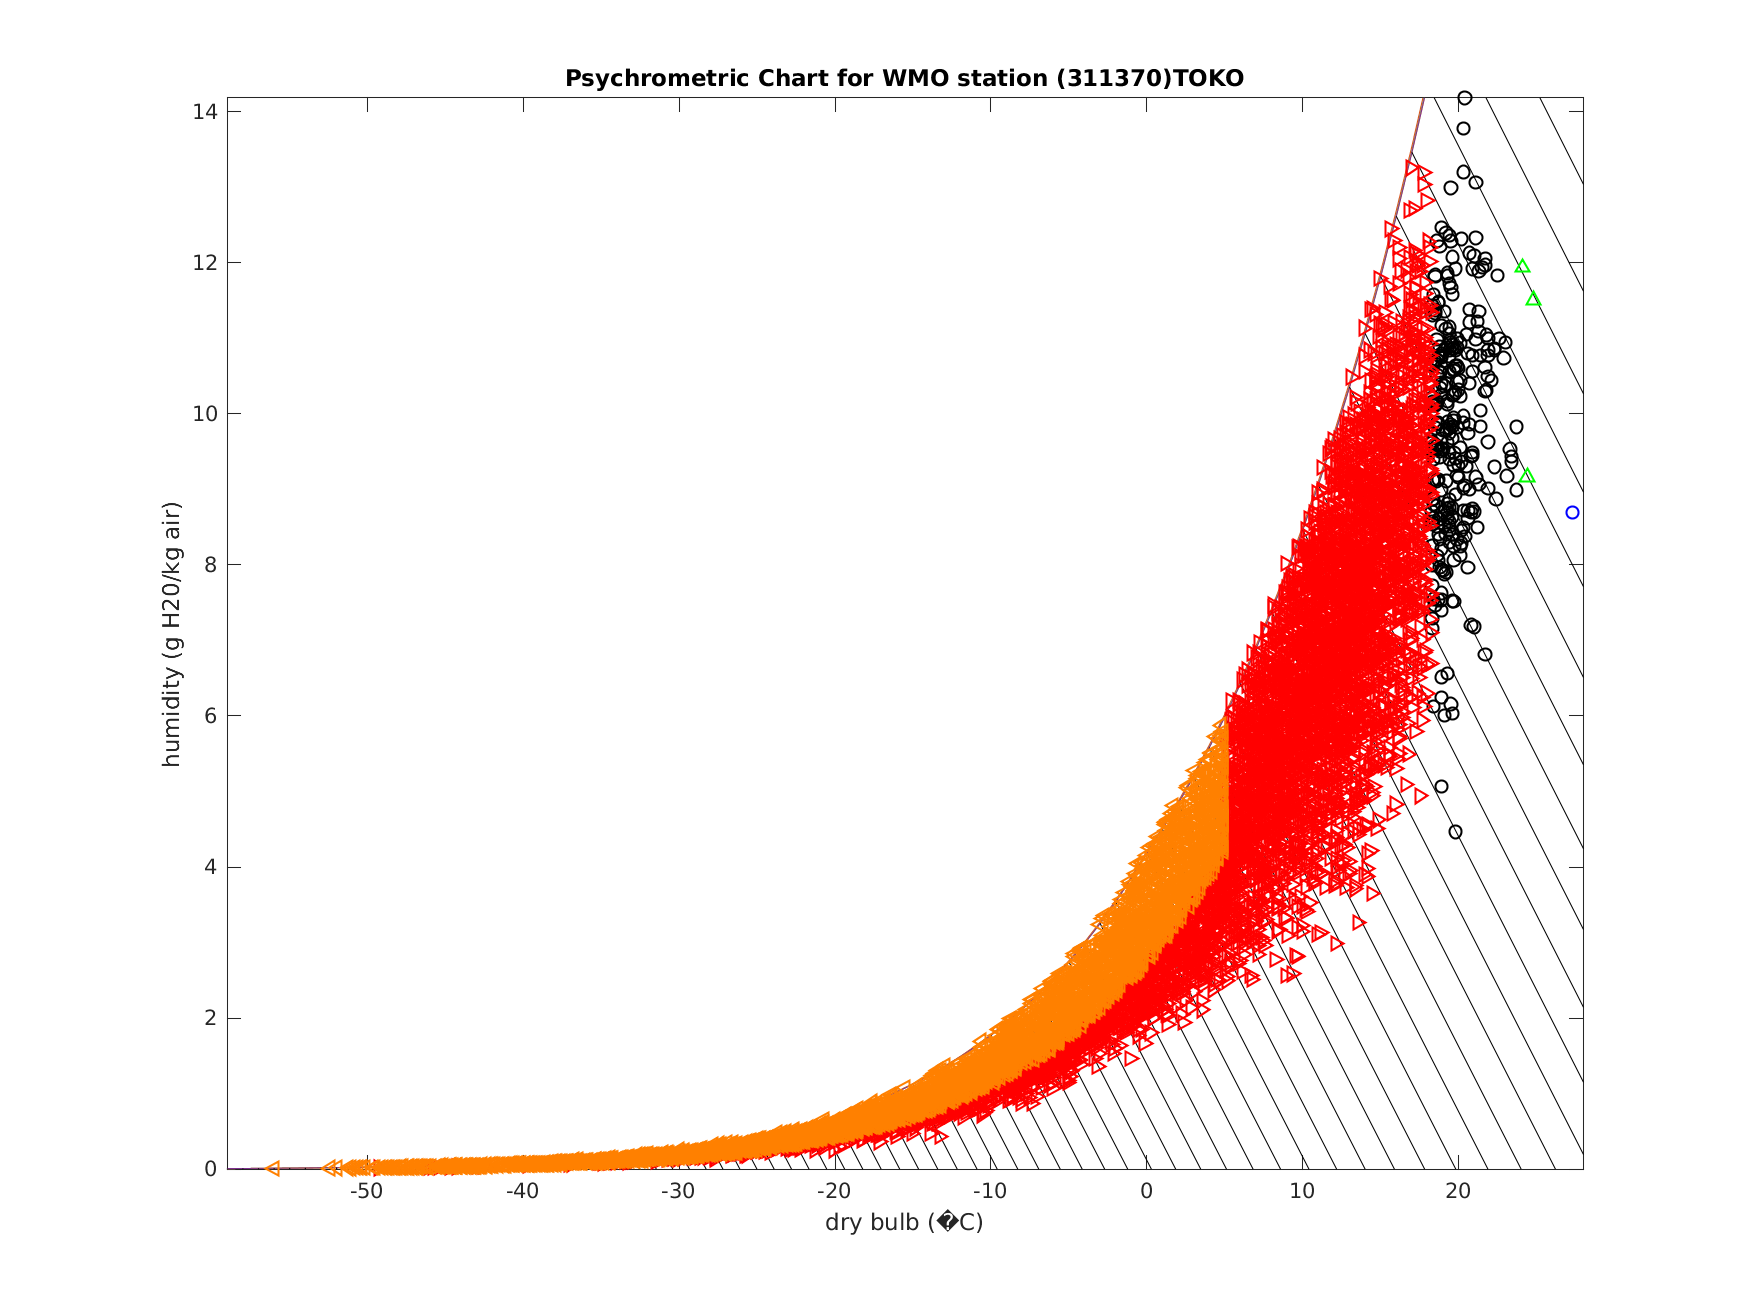 Psychrometric Chart for WMO station (311370)TOKO
14
12
10
8
6
4
2
0
humidity (g H20/kg air)
-50 -40 -30 -20 -10 0 10 20
dry bulb (�C)